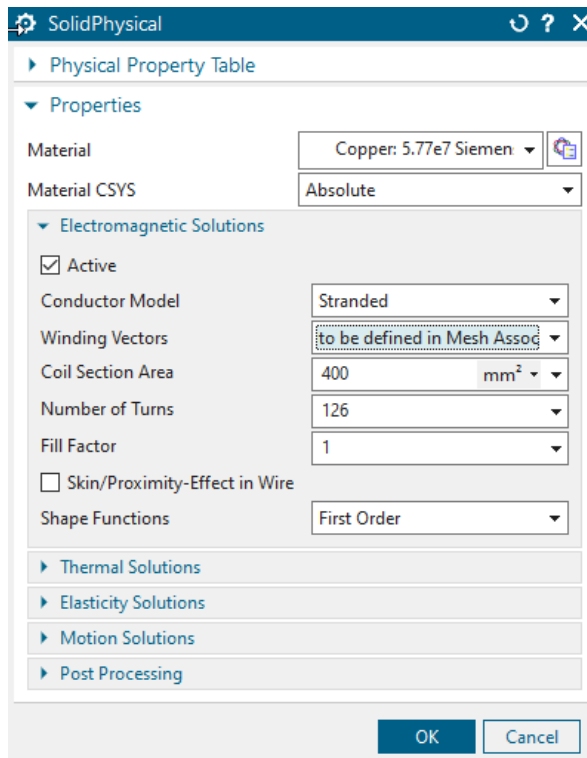 SolidPhysical
Physical Property Table
Properties
Material Copper: 5.77e7 Siemen
Material CSYS Absolute
Electromagnetic Solutions
Active
Conductor Model Stranded
Winding Vectors to be defined in Mesh Assoc
Coil Section Area 400 mm²
Number of Turns 126
Fill Factor 1
Skin/Proximity-Effect in Wire
Shape Functions First Order
Thermal Solutions
Elasticity Solutions
Motion Solutions
Post Processing
OK Cancel